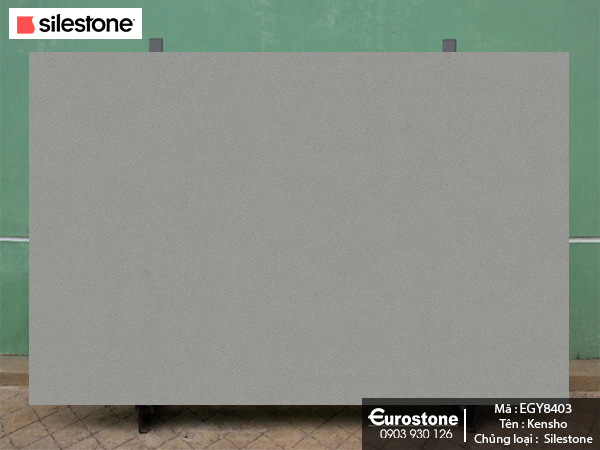 silestone
Eurostone
0903 930 126
Mã : EGY8403
Tên : Kensho
Chủng loại : Silestone